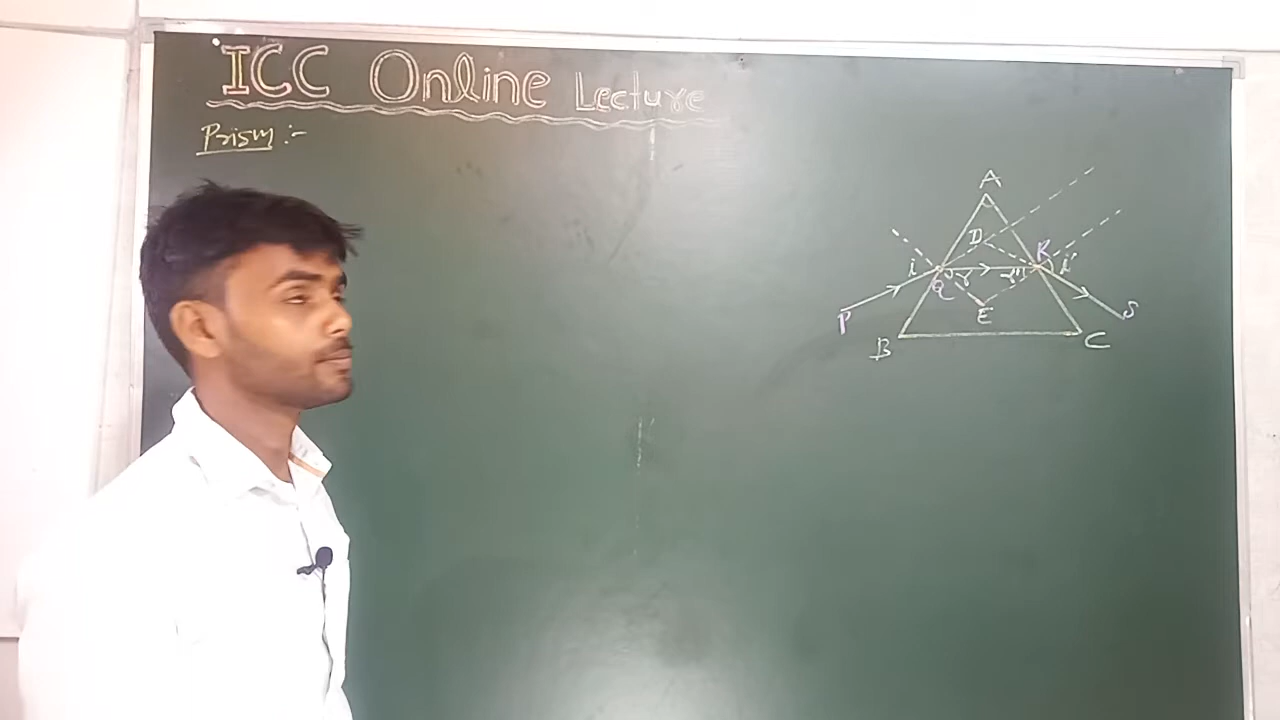 ICC Online Lecture
Prism :-
A
D
R
i
i'
Q
r
r'
P
E
S
B
C